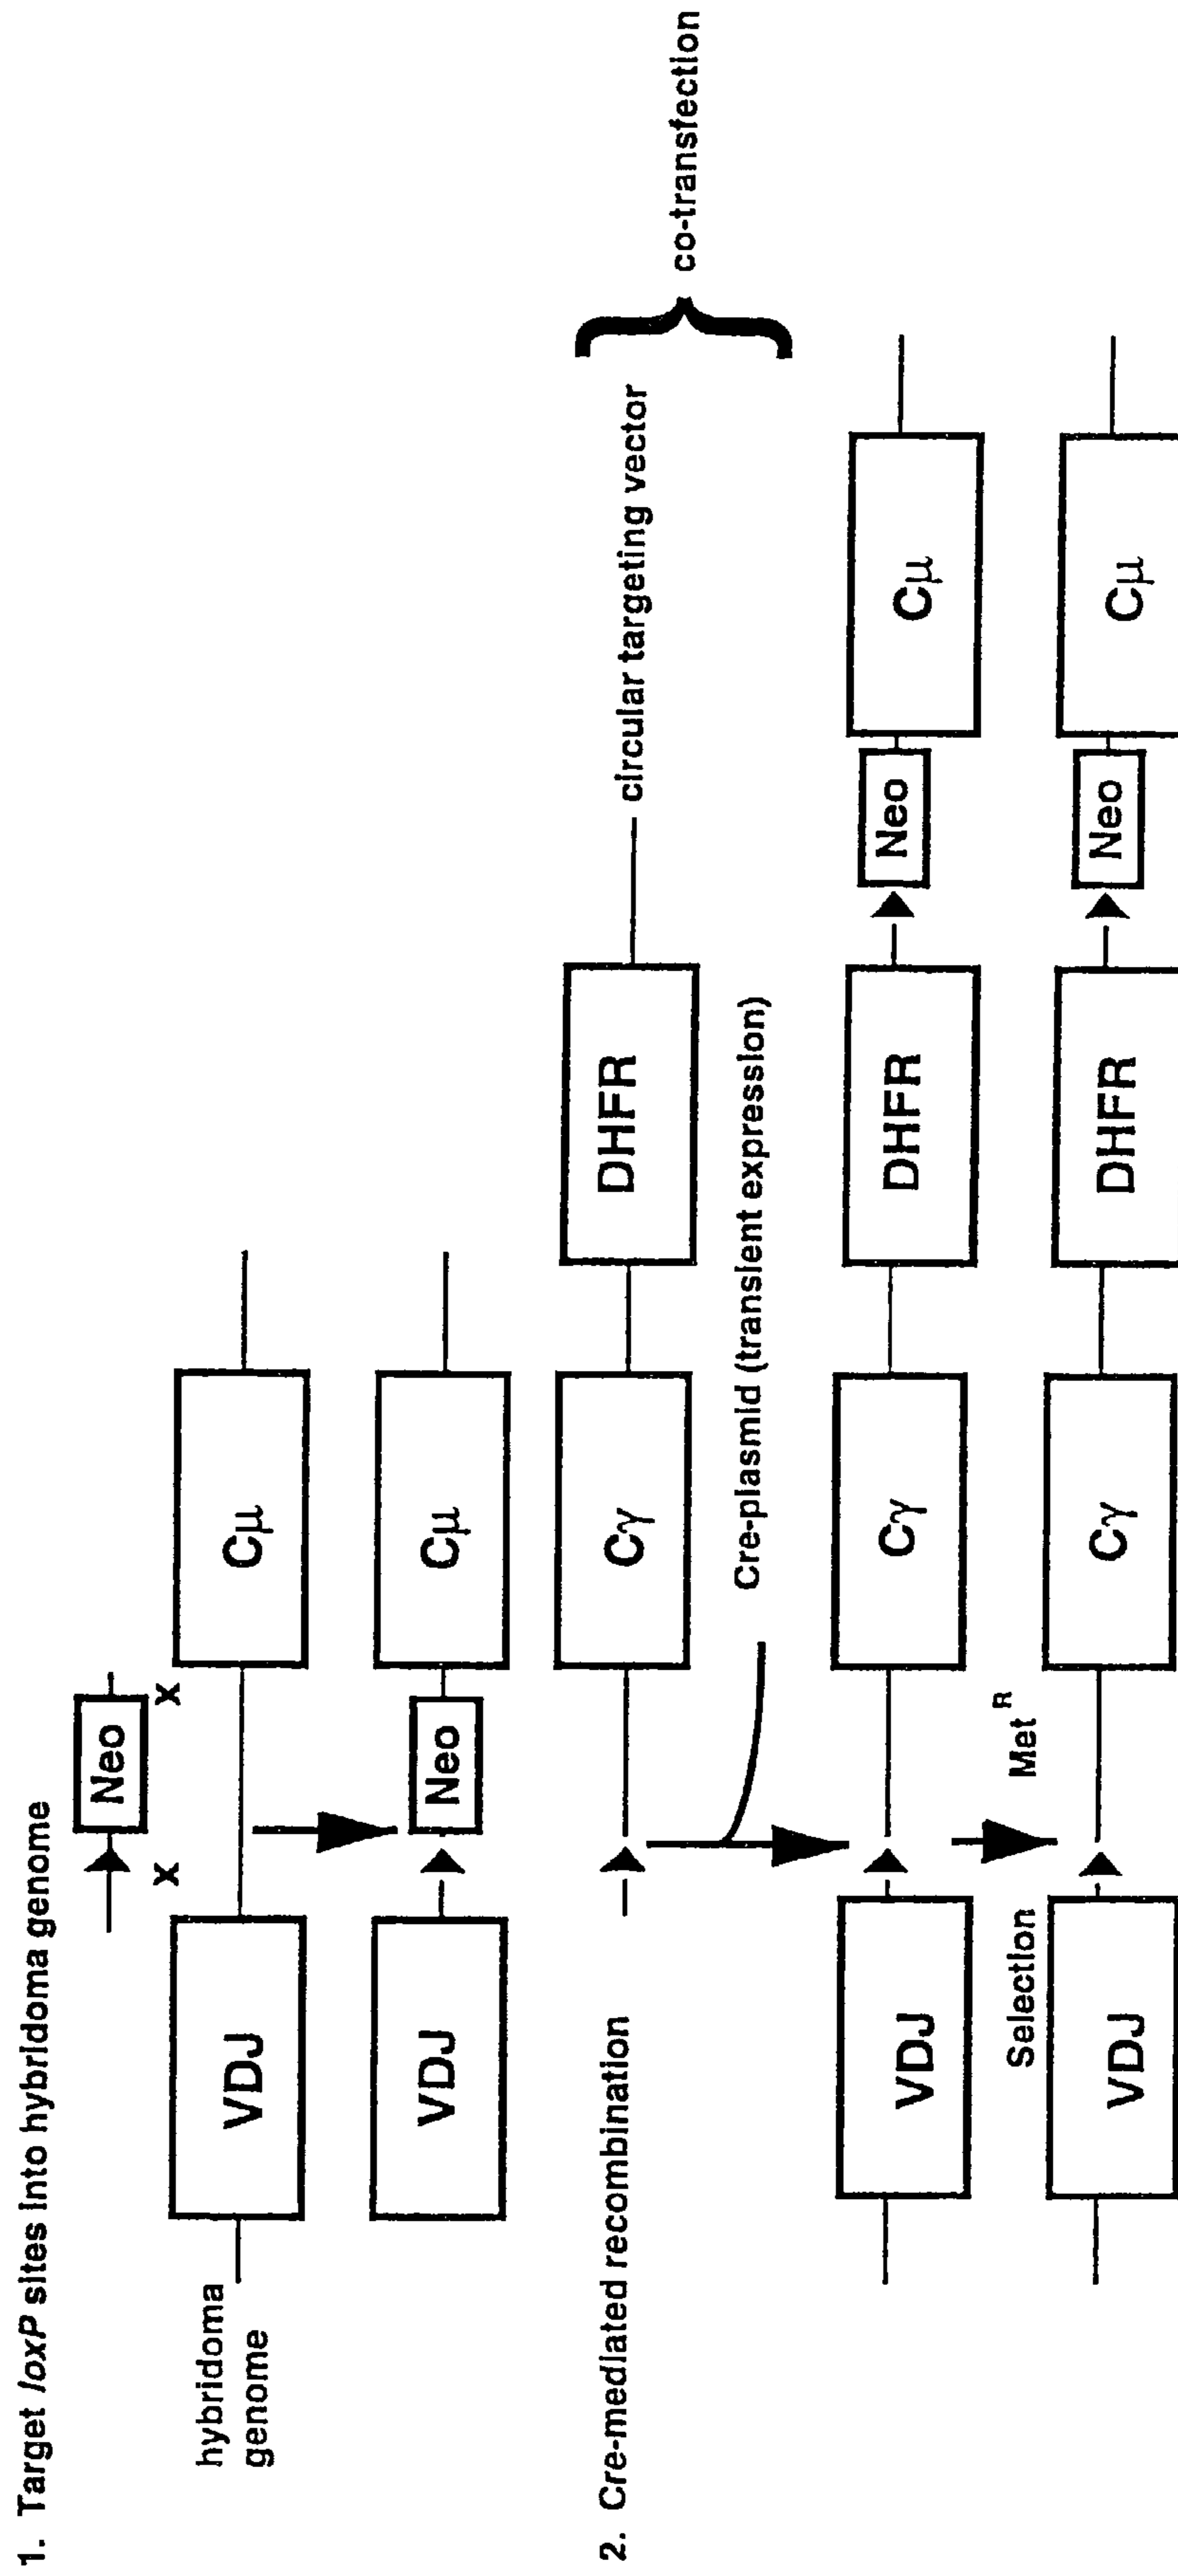 1. Target loxP sites into hybridoma genome
Neo
x x
hybridoma
genome
VDJ Cμ
VDJ Neo Cμ
2. Cre-mediated recombination
Cγ DHFR circular targeting vector
co-transfection
Cre-plasmid (transient expression)
VDJ Cγ DHFR Neo Cμ
Selection Met R
VDJ Cγ DHFR Neo Cμ